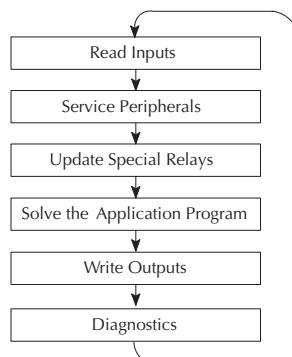 Read Inputs
Service Peripherals
Update Special Relays
Solve the Application Program
Write Outputs
Diagnostics